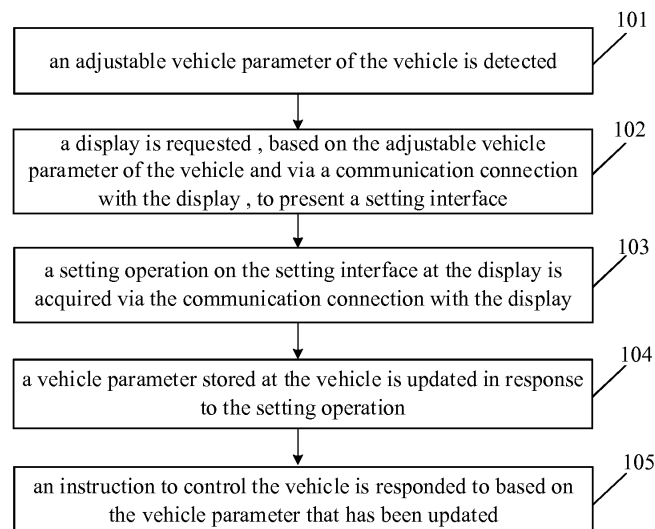 101
an adjustable vehicle parameter of the vehicle is detected
102
a display is requested , based on the adjustable vehicle
parameter of the vehicle and via a communication connection
with the display , to present a setting interface
103
a setting operation on the setting interface at the display is
acquired via the communication connection with the display
104
a vehicle parameter stored at the vehicle is updated in response
to the setting operation
105
an instruction to control the vehicle is responded to based on
the vehicle parameter that has been updated